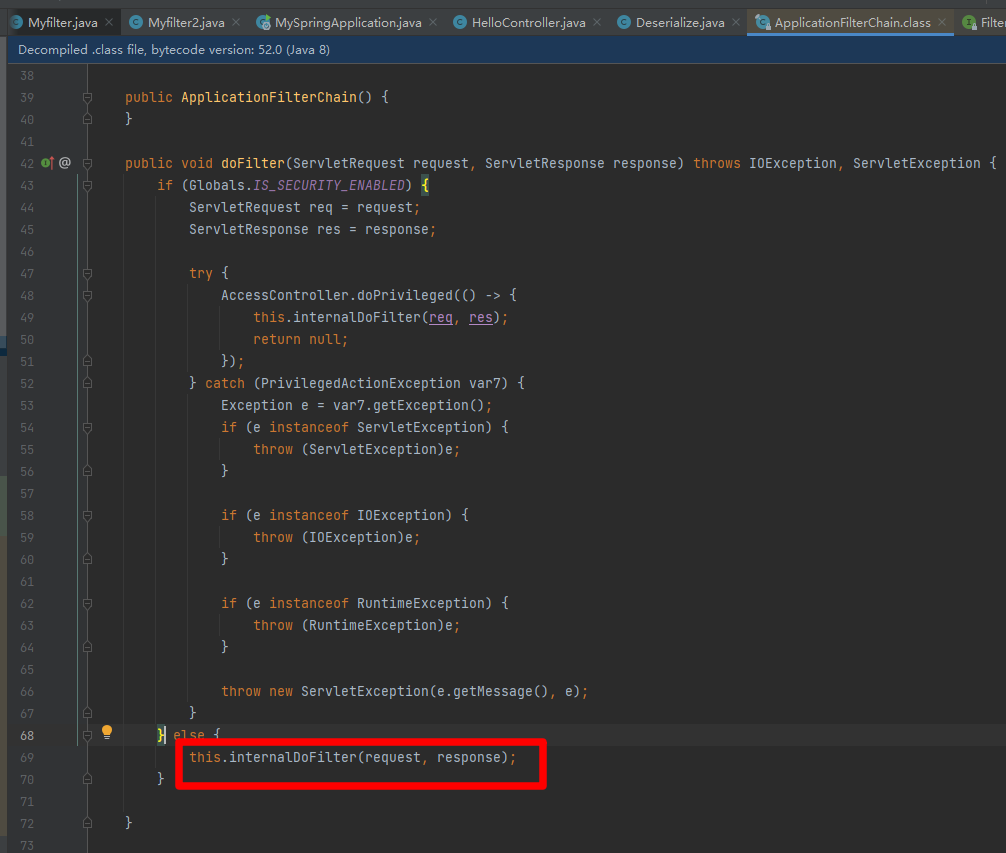 Myfilter.java Myfilter2.java MySpringApplication.java HelloController.java Deserialize.java ApplicationFilterChain.class Filter
Decompiled .class file, bytecode version: 52.0 (Java 8)
38
39 public ApplicationFilterChain() {
40 }
41
42 @ public void doFilter(ServletRequest request, ServletResponse response) throws IOException, ServletException {
43 if (Globals.IS_SECURITY_ENABLED) {
44 ServletRequest req = request;
45 ServletResponse res = response;
46
47 try {
48 AccessController.doPrivileged(() -> {
49 this.internalDoFilter(req, res);
50 return null;
51 });
52 } catch (PrivilegedActionException var7) {
53 Exception e = var7.getException();
54 if (e instanceof ServletException) {
55 throw (ServletException)e;
56 }
57
58 if (e instanceof IOException) {
59 throw (IOException)e;
60 }
61
62 if (e instanceof RuntimeException) {
63 throw (RuntimeException)e;
64 }
65
66 throw new ServletException(e.getMessage(), e);
67 }
68 } else {
69 this.internalDoFilter(request, response);
70 }
71
72 }
73